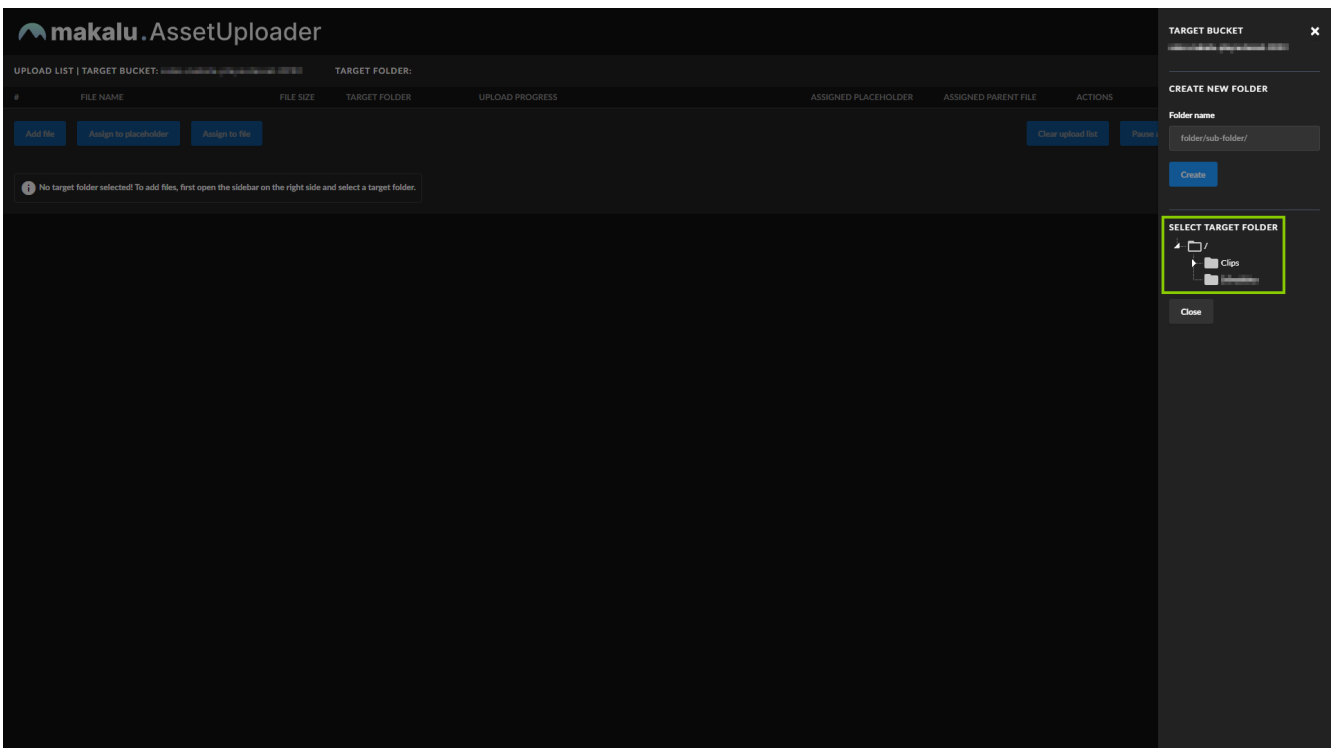 makalu.AssetUploader
UPLOAD LIST | TARGET BUCKET:
TARGET FOLDER:
# FILE NAME FILE SIZE TARGET FOLDER UPLOAD PROGRESS ASSIGNED PLACEHOLDER ASSIGNED PARENT FILE ACTIONS
Add file Assign to placeholder Assign to file Clear upload list Pause
No target folder selected! To add files, first open the sidebar on the right side and select a target folder.
TARGET BUCKET
CREATE NEW FOLDER
Folder name
folder/sub-folder/
Create
SELECT TARGET FOLDER
/
Clips
Close